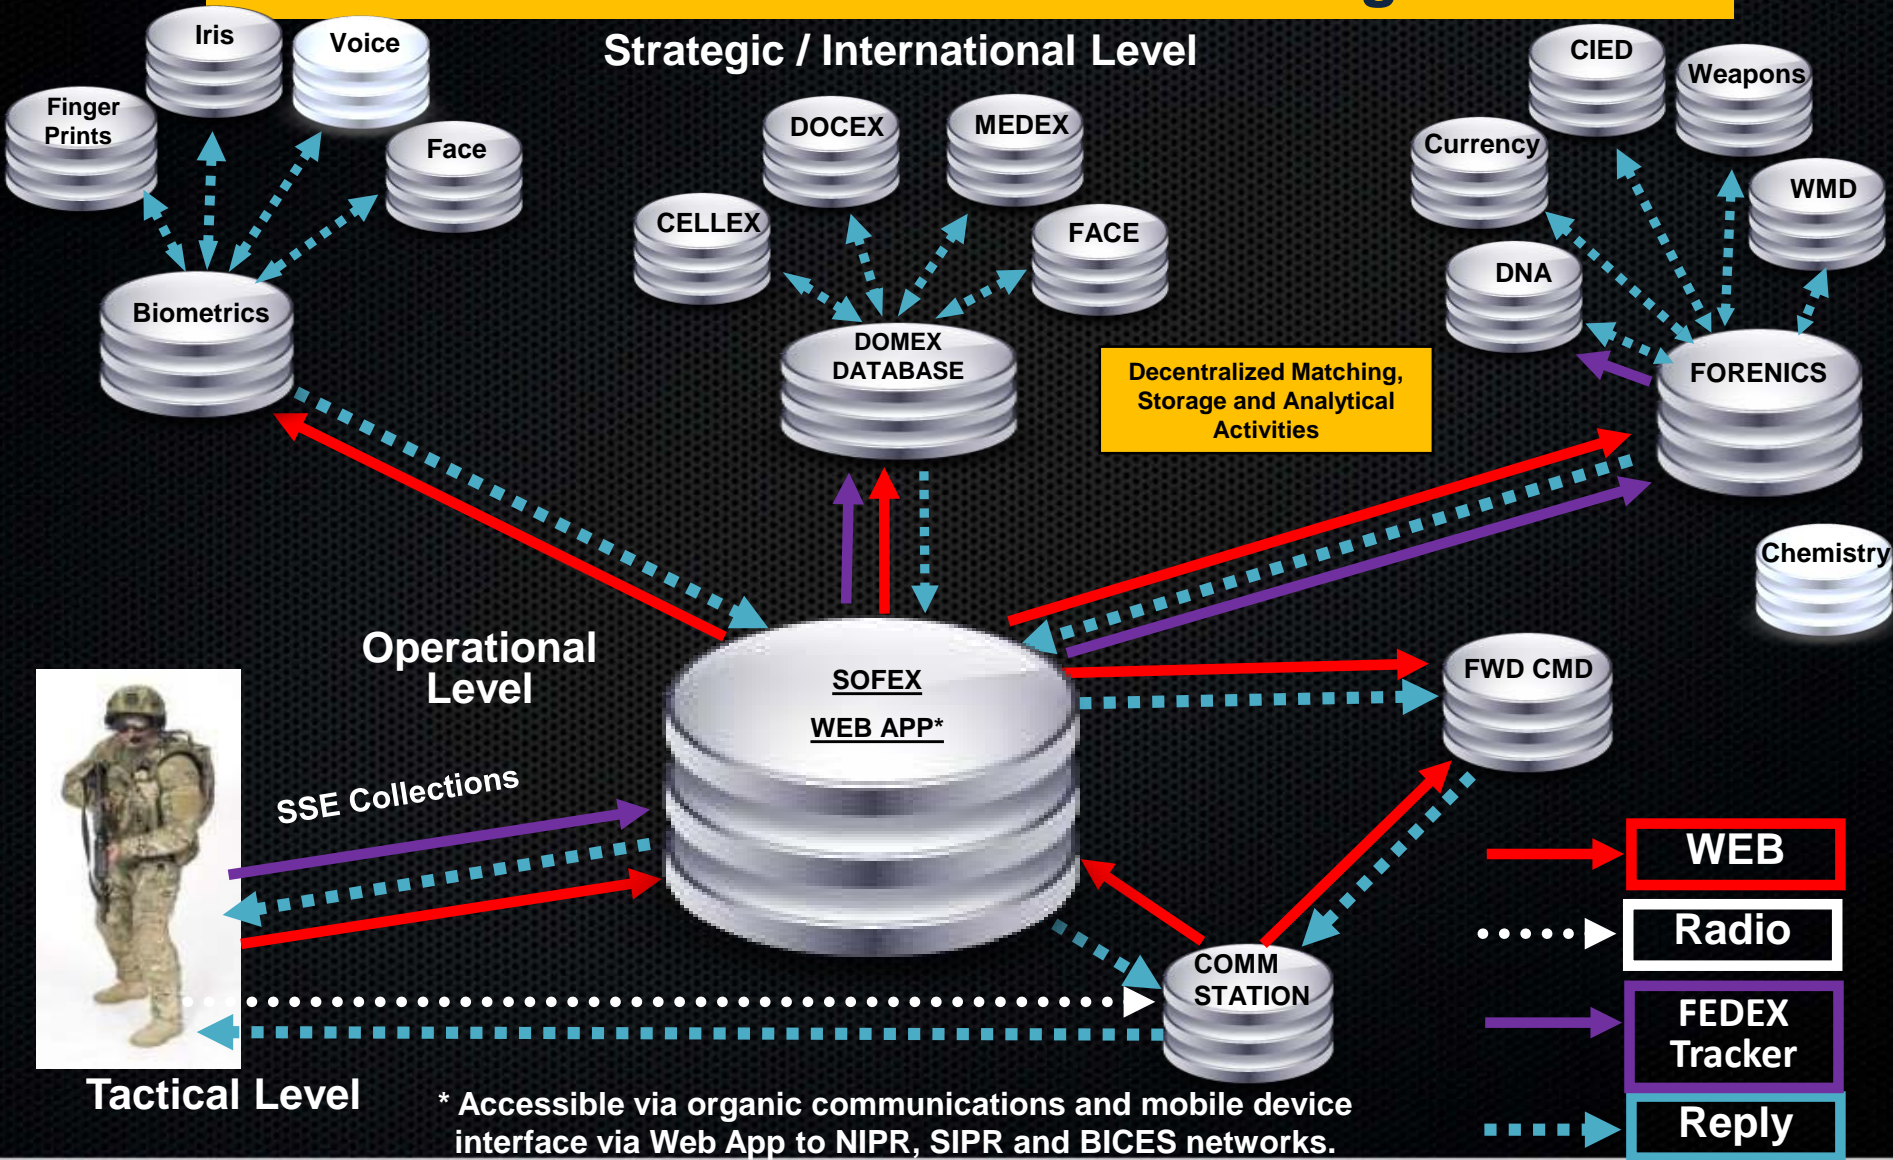 Strategic / International Level
Iris
Voice
Finger
Prints
Face
DOCEX
MEDEX
CELLEX
FACE
CIED
Weapons
Currency
WMD
DNA
Biometrics
DOMEX
DATABASE
Decentralized Matching,
Storage and Analytical
Activities
FORENICS
Chemistry
Operational
Level
SOFEX
WEB APP*
FWD CMD
SSE Collections
COMM
STATION
WEB
Radio
FEDEX
Tracker
Reply
Tactical Level
* Accessible via organic communications and mobile device
interface via Web App to NIPR, SIPR and BICES networks.